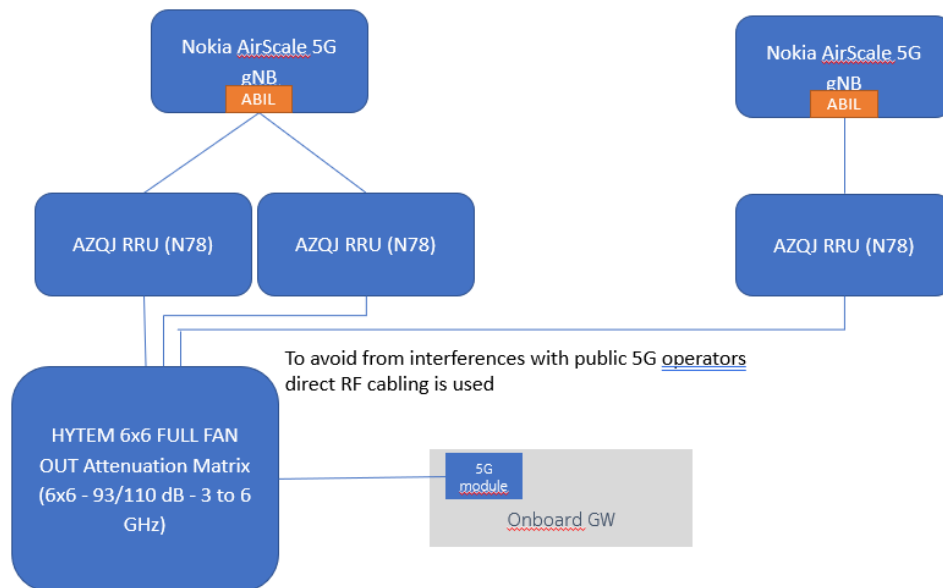 Nokia AirScale 5G
gNB
ABIL
Nokia AirScale 5G
gNB
ABIL
AZQJ RRU (N78)
AZQJ RRU (N78)
AZQJ RRU (N78)
To avoid from interferences with public 5G operators
direct RF cabling is used
HYTEM 6x6 FULL FAN
OUT Attenuation Matrix
(6x6 - 93/110 dB - 3 to 6
GHz)
5G
module
Onboard GW